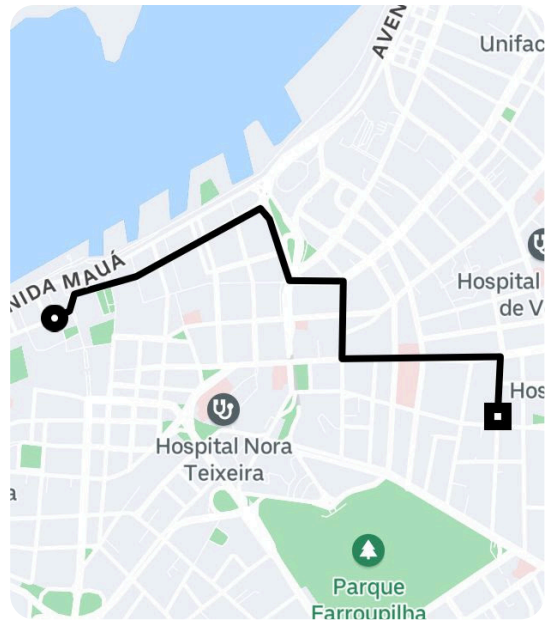 AVEN
Unifac
NIDA MAUÁ
Hospital
de V
Hos
Hospital Nora
Teixeira
a
Parque
Farroupilha